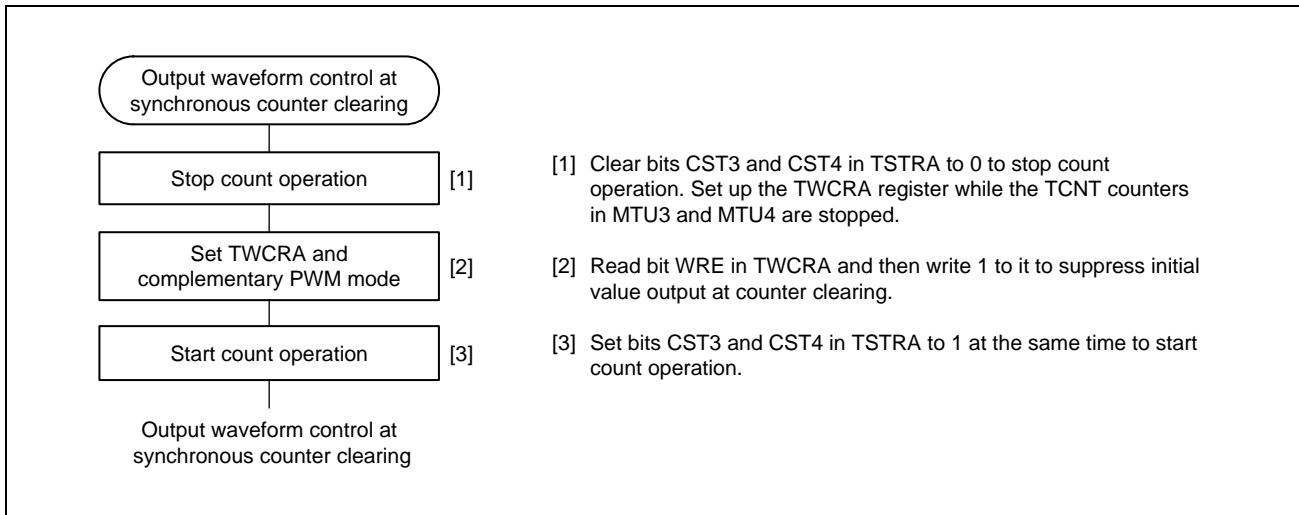 Output waveform control at
synchronous counter clearing
Stop count operation
[1]
[1] Clear bits CST3 and CST4 in TSTRA to 0 to stop count
operation. Set up the TWCRA register while the TCNT counters
in MTU3 and MTU4 are stopped.
Set TWCRA and
complementary PWM mode
[2]
[2] Read bit WRE in TWCRA and then write 1 to it to suppress initial
value output at counter clearing.
Start count operation
[3]
[3] Set bits CST3 and CST4 in TSTRA to 1 at the same time to start
count operation.
Output waveform control at
synchronous counter clearing